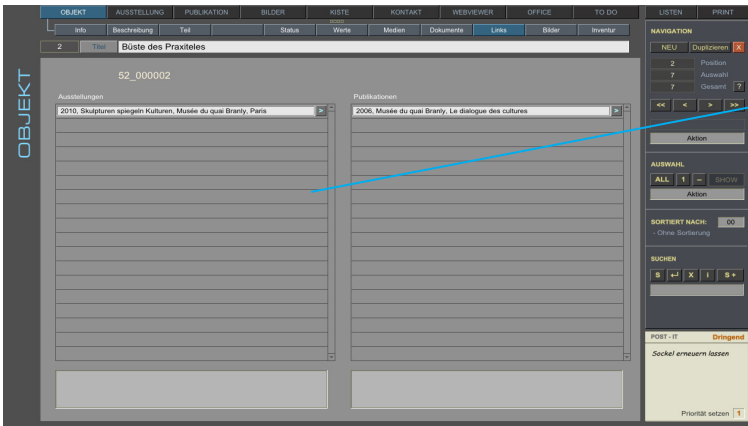 OBJEKT AUSSTELLUNG PUBLIKATION BILDER KISTE KONTAKT WEBVIEWER OFFICE TO DO LISTEN PRINT
Info Beschreibung Teil Status Werte Medien Dokumente Links Bilder Inventur
NAVIGATION
2 Titel Büste des Praxiteles
NEU Duplizieren X
2 Position
7 Auswahl
7 Gesamt ?
OBJEKT
52_000002
Ausstellungen Publikationen
2010, Skulpturen spiegeln Kulturen, Musée du quai Branly, Paris >
2006, Musée du quai Branly, Le dialogue des cultures >
<< < > >>
Aktion
AUSWAHL
ALL 1 – SHOW
Aktion
SORTIERT NACH: 00
- Ohne Sortierung
SUCHEN
S ↵ X i S +
POST - IT Dringend
Sockel erneuern lassen
Priorität setzen 1